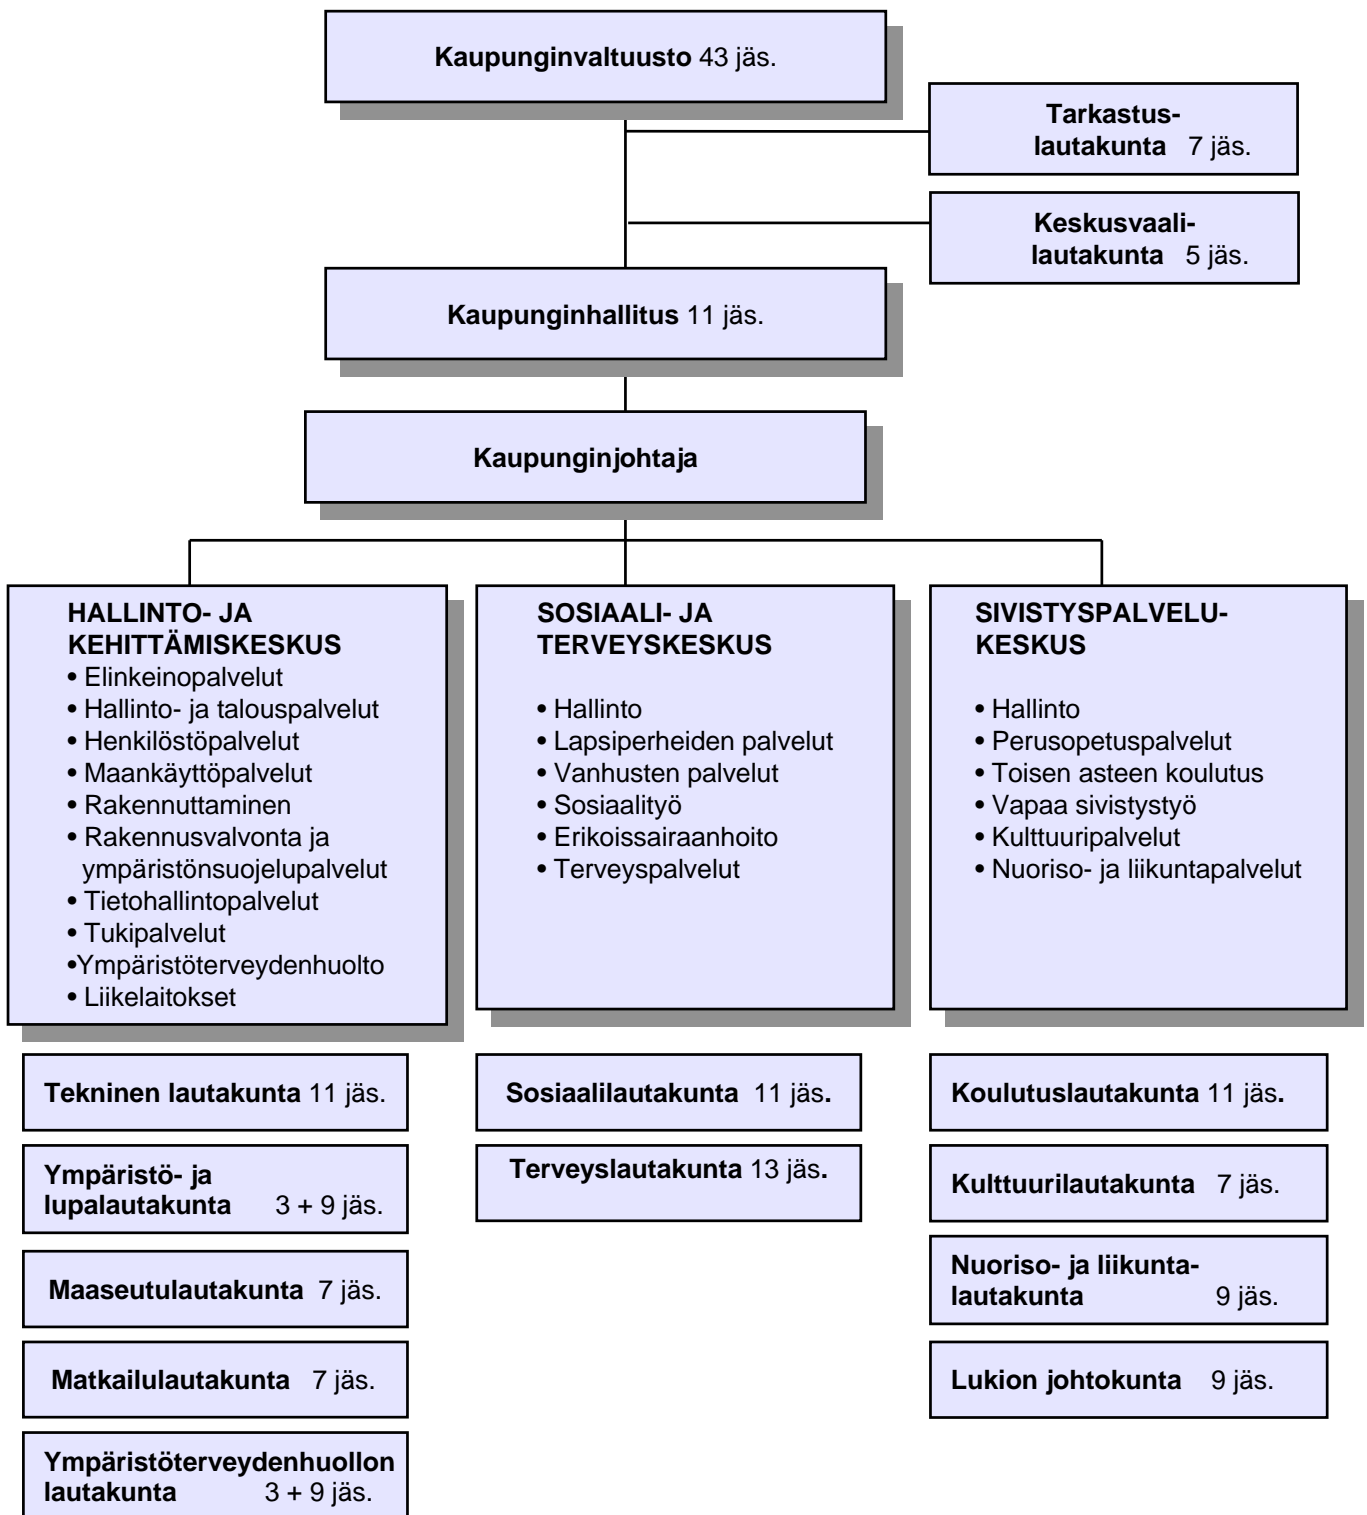 Kaupunginvaltuusto 43 jäs.
Tarkastus-
lautakunta 7 jäs.
Keskusvaali-
lautakunta 5 jäs.
Kaupunginhallitus 11 jäs.
Kaupunginjohtaja
HALLINTO- JA
KEHITTÄMISKESKUS
• Elinkeinopalvelut
• Hallinto- ja talouspalvelut
• Henkilöstöpalvelut
• Maankäyttöpalvelut
• Rakennuttaminen
• Rakennusvalvonta ja
ympäristönsuojelupalvelut
• Tietohallintopalvelut
• Tukipalvelut
•Ympäristöterveydenhuolto
• Liikelaitokset
SOSIAALI- JA
TERVEYSKESKUS
• Hallinto
• Lapsiperheiden palvelut
• Vanhusten palvelut
• Sosiaalityö
• Erikoissairaanhoito
• Terveyspalvelut
SIVISTYSPALVELU-
KESKUS
• Hallinto
• Perusopetuspalvelut
• Toisen asteen koulutus
• Vapaa sivistystyö
• Kulttuuripalvelut
• Nuoriso- ja liikuntapalvelut
Tekninen lautakunta 11 jäs.
Ympäristö- ja
lupalautakunta 3 + 9 jäs.
Maaseutulautakunta 7 jäs.
Matkailulautakunta 7 jäs.
Ympäristöterveydenhuollon
lautakunta 3 + 9 jäs.
Sosiaalilautakunta 11 jäs.
Terveyslautakunta 13 jäs.
Koulutuslautakunta 11 jäs.
Kulttuurilautakunta 7 jäs.
Nuoriso- ja liikunta-
lautakunta 9 jäs.
Lukion johtokunta 9 jäs.